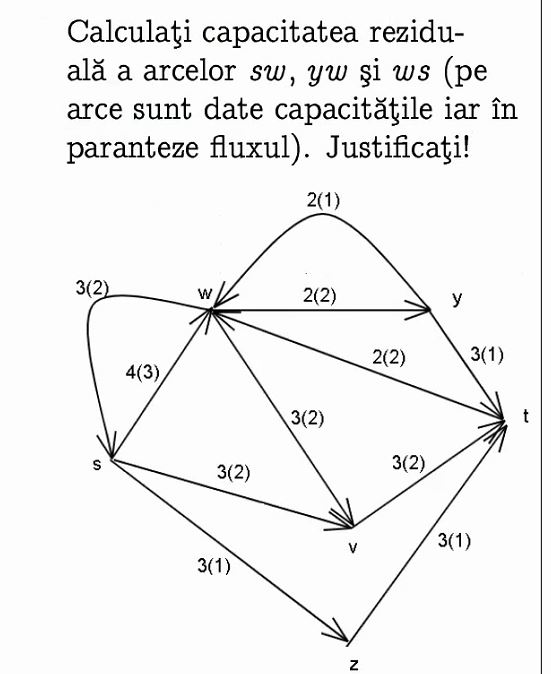 Calculaţi capacitatea rezidu-
ală a arcelor sw, yw şi ws (pe
arce sunt date capacităţile iar în
paranteze fluxul). Justificaţi!
2(1)
3(2)
w
2(2)
y
2(2)
3(1)
4(3)
t
3(2)
s
3(2)
3(2)
v
3(1)
3(1)
z